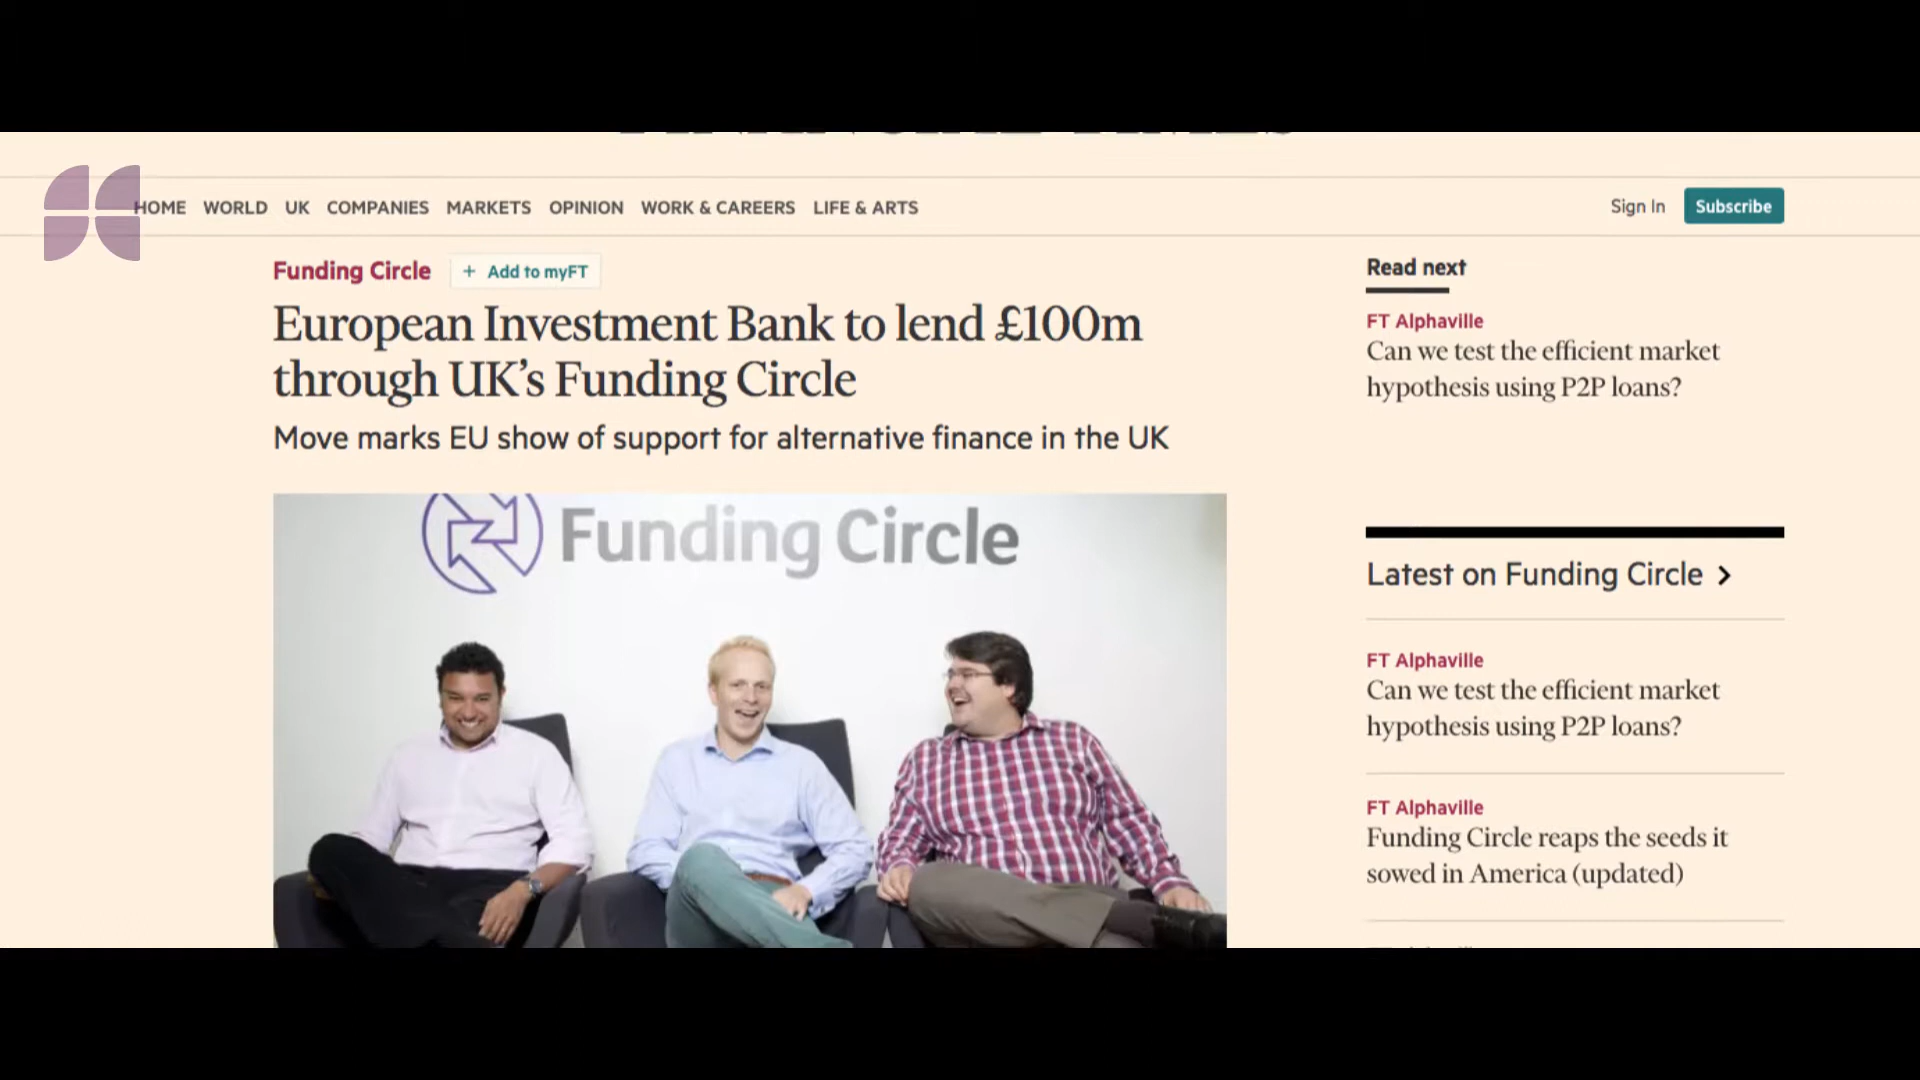 HOME WORLD UK COMPANIES MARKETS OPINION WORK & CAREERS LIFE & ARTS
Sign In Subscribe
Funding Circle + Add to myFT
European Investment Bank to lend £100m
through UK's Funding Circle
Move marks EU show of support for alternative finance in the UK
Funding Circle
Read next
FT Alphaville
Can we test the efficient market
hypothesis using P2P loans?
Latest on Funding Circle >
FT Alphaville
Can we test the efficient market
hypothesis using P2P loans?
FT Alphaville
Funding Circle reaps the seeds it
sowed in America (updated)